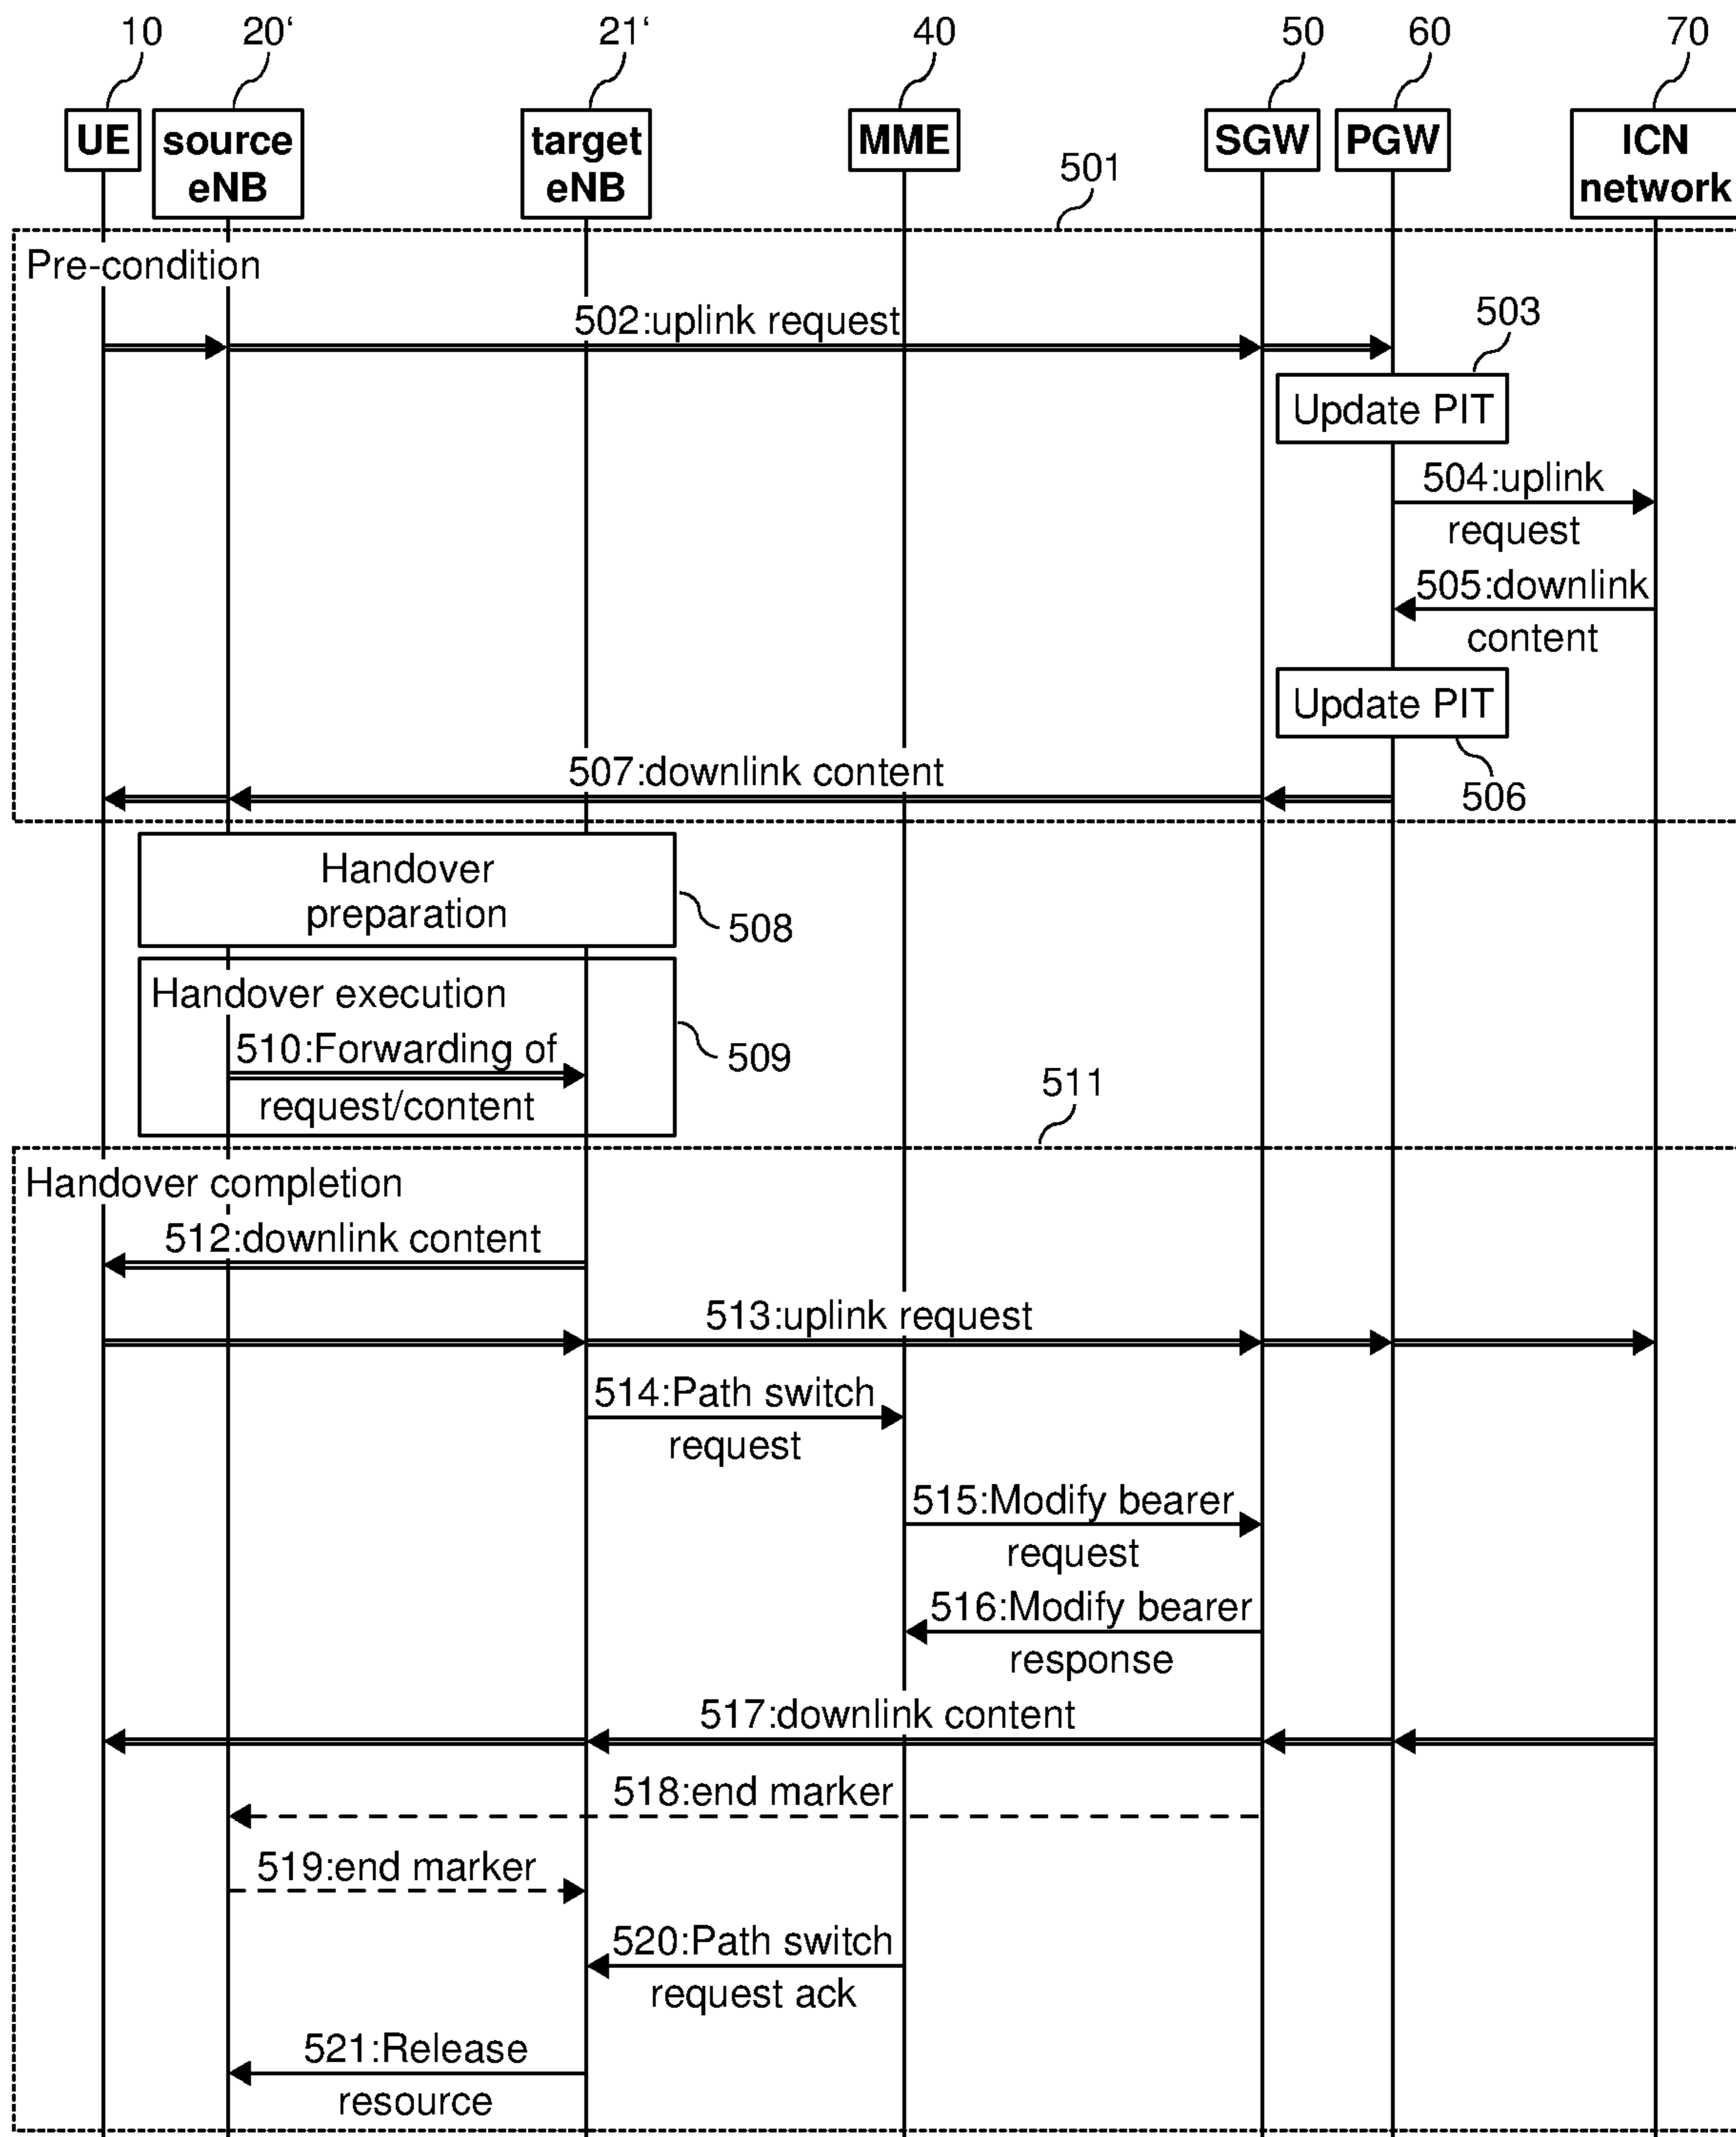 10
20‘
21‘
40
50
60
70
UE
source
eNB
target
eNB
MME
SGW
PGW
ICN
network
501
Pre-condition
502:uplink request
503
Update PIT
504:uplink
request
505:downlink
content
Update PIT
507:downlink content
506
Handover
preparation
508
Handover execution
510:Forwarding of
request/content
509
511
Handover completion
512:downlink content
513:uplink request
514:Path switch
request
515:Modify bearer
request
516:Modify bearer
response
517:downlink content
518:end marker
519:end marker
520:Path switch
request ack
521:Release
resource